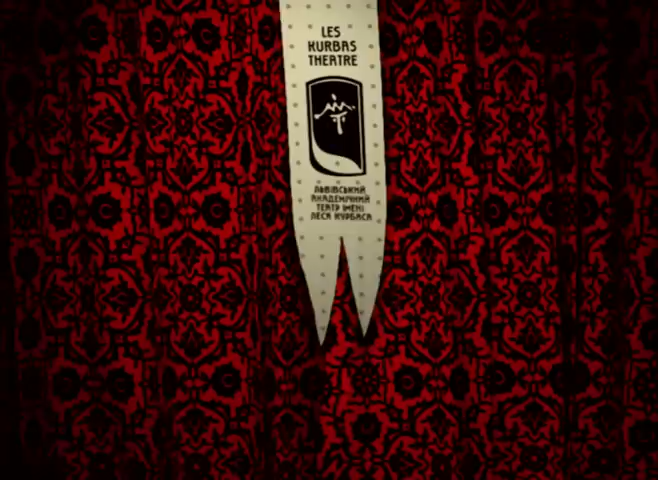 LES
KURBAS
THEATRE
ЛЬВІВСЬКИЙ
АКАДЕМІЧНИЙ
ТЕАТР ІМЕНІ
ЛЕСЯ КУРБАСА